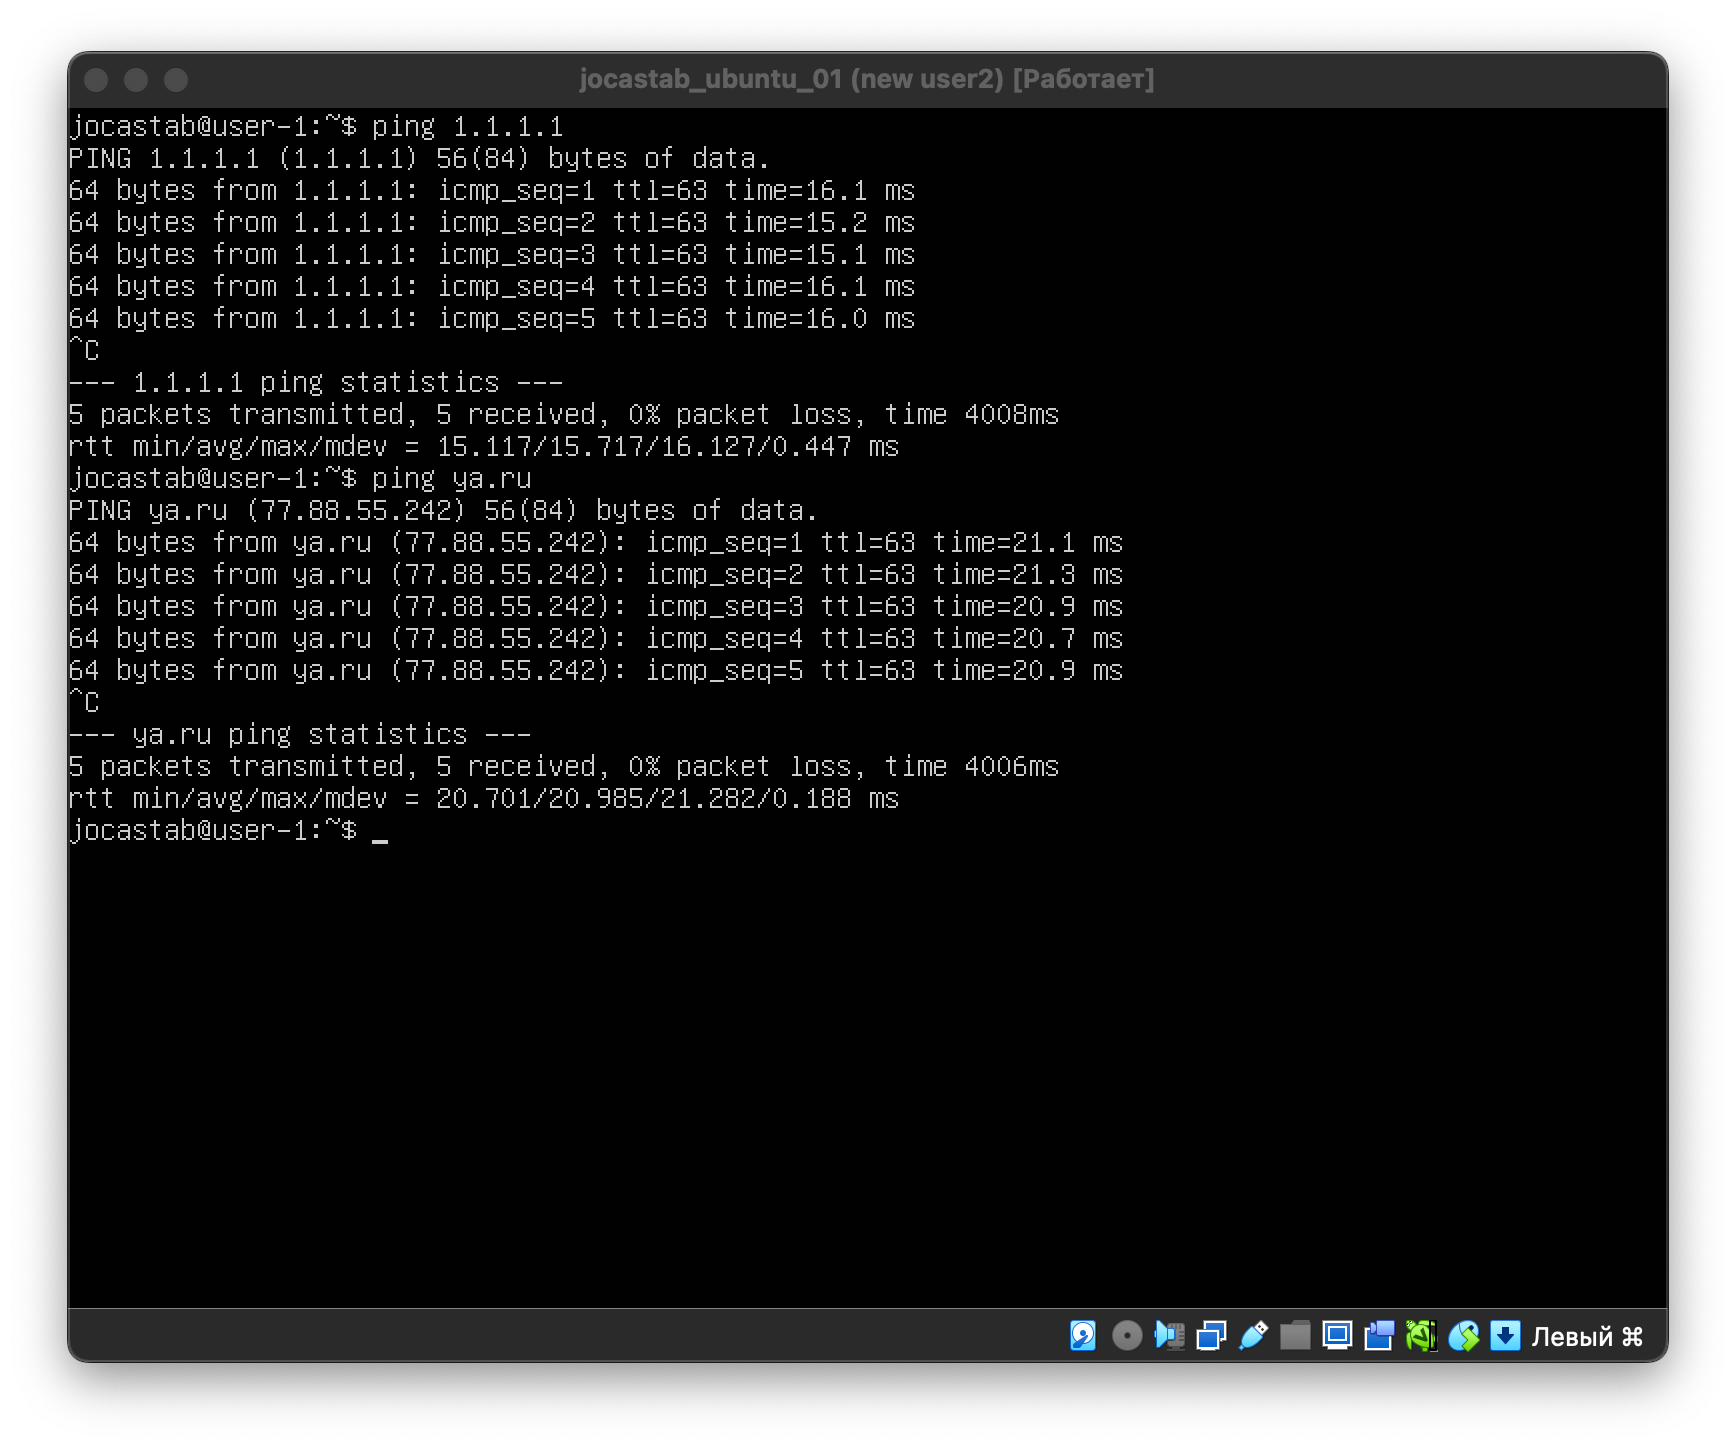 jocastab_ubuntu_01 (new user2) [Работает]
jocastab@user-1:~$ ping 1.1.1.1
PING 1.1.1.1 (1.1.1.1) 56(84) bytes of data.
64 bytes from 1.1.1.1: icmp_seq=1 ttl=63 time=16.1 ms
64 bytes from 1.1.1.1: icmp_seq=2 ttl=63 time=15.2 ms
64 bytes from 1.1.1.1: icmp_seq=3 ttl=63 time=15.1 ms
64 bytes from 1.1.1.1: icmp_seq=4 ttl=63 time=16.1 ms
64 bytes from 1.1.1.1: icmp_seq=5 ttl=63 time=16.0 ms
^C
--- 1.1.1.1 ping statistics ---
5 packets transmitted, 5 received, 0% packet loss, time 4008ms
rtt min/avg/max/mdev = 15.117/15.717/16.127/0.447 ms
jocastab@user-1:~$ ping ya.ru
PING ya.ru (77.88.55.242) 56(84) bytes of data.
64 bytes from ya.ru (77.88.55.242): icmp_seq=1 ttl=63 time=21.1 ms
64 bytes from ya.ru (77.88.55.242): icmp_seq=2 ttl=63 time=21.3 ms
64 bytes from ya.ru (77.88.55.242): icmp_seq=3 ttl=63 time=20.9 ms
64 bytes from ya.ru (77.88.55.242): icmp_seq=4 ttl=63 time=20.7 ms
64 bytes from ya.ru (77.88.55.242): icmp_seq=5 ttl=63 time=20.9 ms
^C
--- ya.ru ping statistics ---
5 packets transmitted, 5 received, 0% packet loss, time 4006ms
rtt min/avg/max/mdev = 20.701/20.985/21.282/0.188 ms
jocastab@user-1:~$ _
Левый ⌘